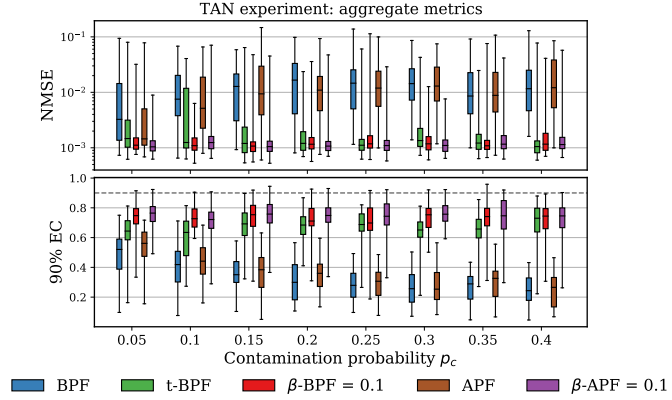 TAN experiment: aggregate metrics
NMSE
10⁻¹
10⁻²
10⁻³
90% EC
1.0
0.8
0.6
0.4
0.2
0.05 0.1 0.15 0.2 0.25 0.3 0.35 0.4
Contamination probability p_c
BPF t-BPF β-BPF = 0.1 APF β-APF = 0.1